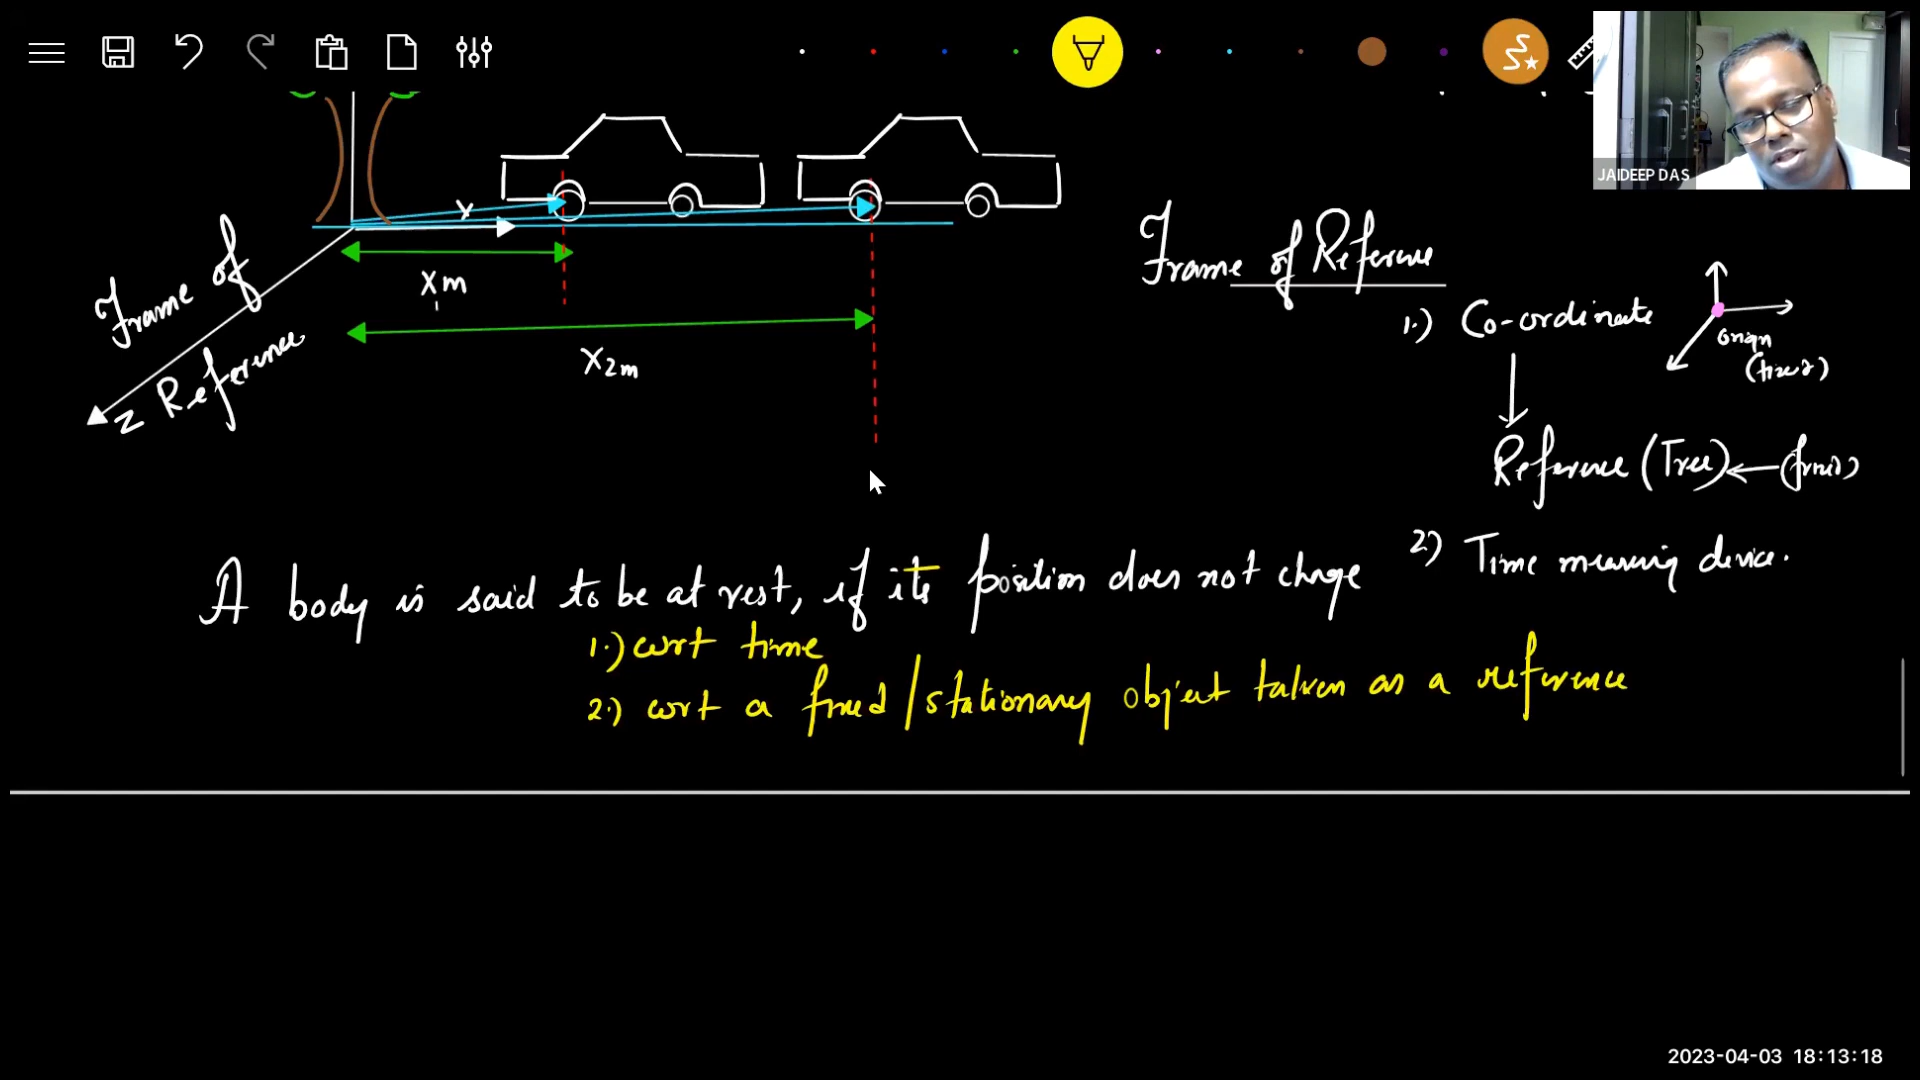 JAIDEEP DAS
x
Frame of
Reference
z
x₁m
x₂m
Frame of Reference
1.) Co-ordinate
origin
(fixed)
Reference (Tree) ← (fixed)
2) Time measuring device.
A body is said to be at rest, if its position does not change
1.) wrt time
2.) wrt a fixed / stationary object taken as a reference
2023-04-03 18:13:18